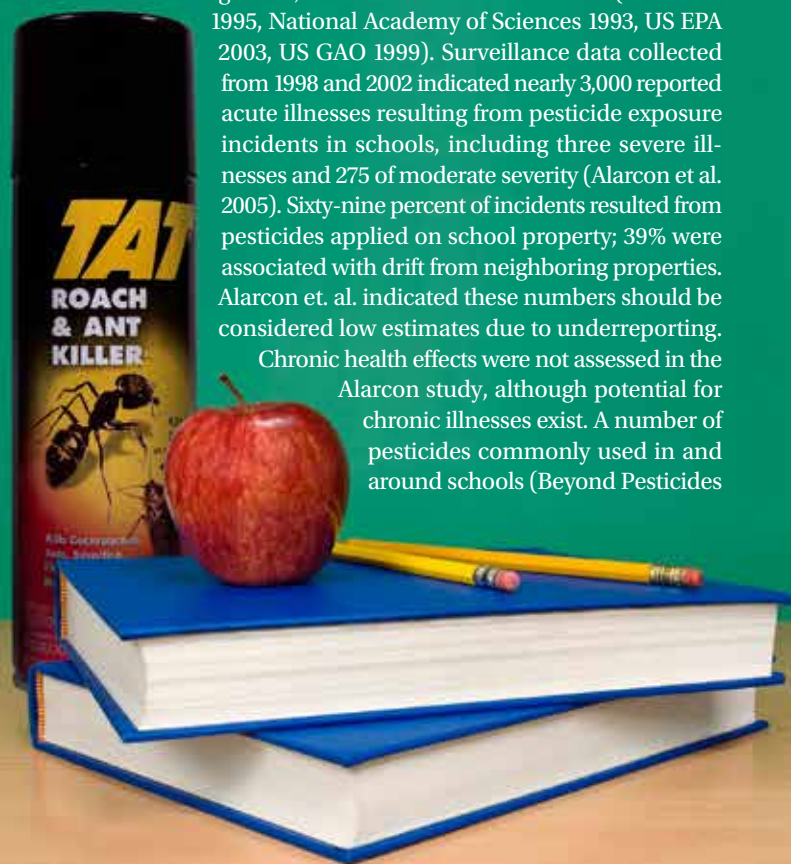 1995, National Academy of Sciences 1993, US EPA
2003, US GAO 1999). Surveillance data collected
from 1998 and 2002 indicated nearly 3,000 reported
acute illnesses resulting from pesticide exposure
incidents in schools, including three severe ill-
nesses and 275 of moderate severity (Alarcon et al.
2005). Sixty-nine percent of incidents resulted from
pesticides applied on school property; 39% were
associated with drift from neighboring properties.
Alarcon et. al. indicated these numbers should be
considered low estimates due to underreporting.
Chronic health effects were not assessed in the
Alarcon study, although potential for
chronic illnesses exist. A number of
pesticides commonly used in and
around schools (Beyond Pesticides
TAT
ROACH
& ANT
KILLER